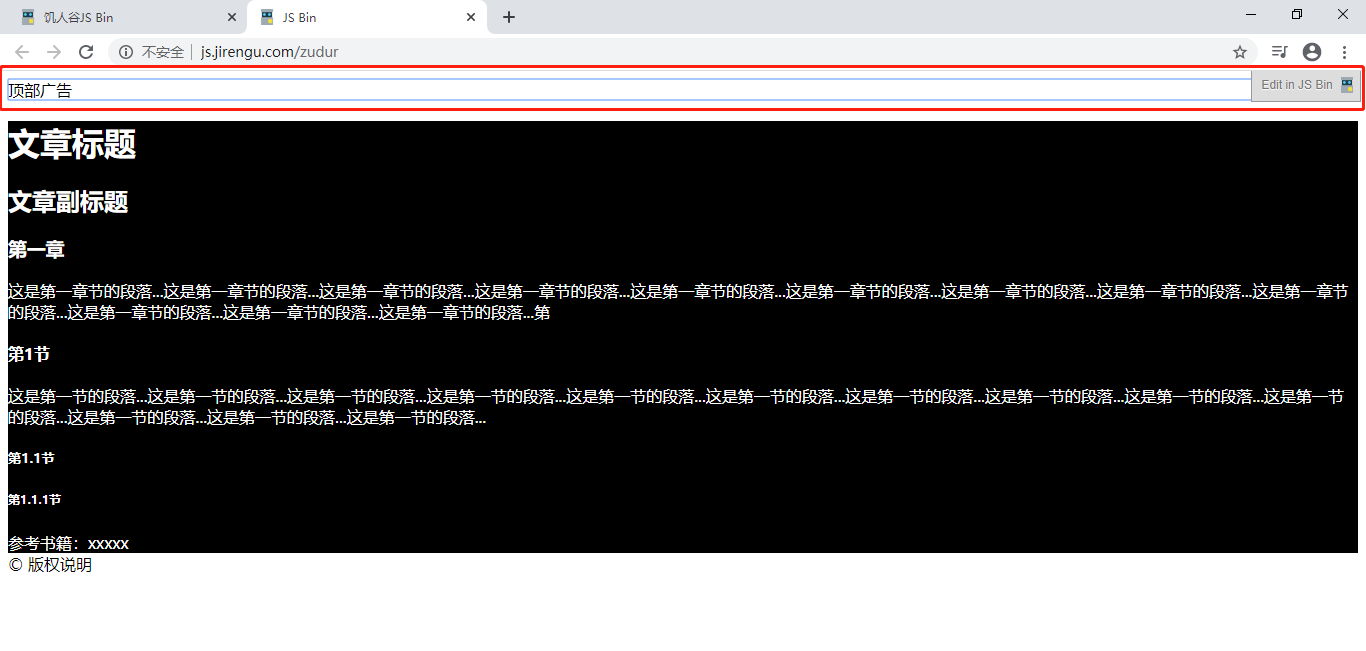 饥人谷JS Bin
JS Bin
不安全
js.jirengu.com/zudur
顶部广告
Edit in JS Bin
文章标题
文章副标题
第一章
这是第一章节的段落...这是第一章节的段落...这是第一章节的段落...这是第一章节的段落...这是第一章节的段落...这是第一章节的段落...这是第一章节的段落...这是第一章节的段落...这是第一章节
的段落...这是第一章节的段落...这是第一章节的段落...这是第一章节的段落...第
第1节
这是第一节的段落...这是第一节的段落...这是第一节的段落...这是第一节的段落...这是第一节的段落...这是第一节的段落...这是第一节的段落...这是第一节的段落...这是第一节的段落...这是第一节
的段落...这是第一节的段落...这是第一节的段落...这是第一节的段落...
第1.1节
第1.1.1节
参考书籍：xxxxx
© 版权说明